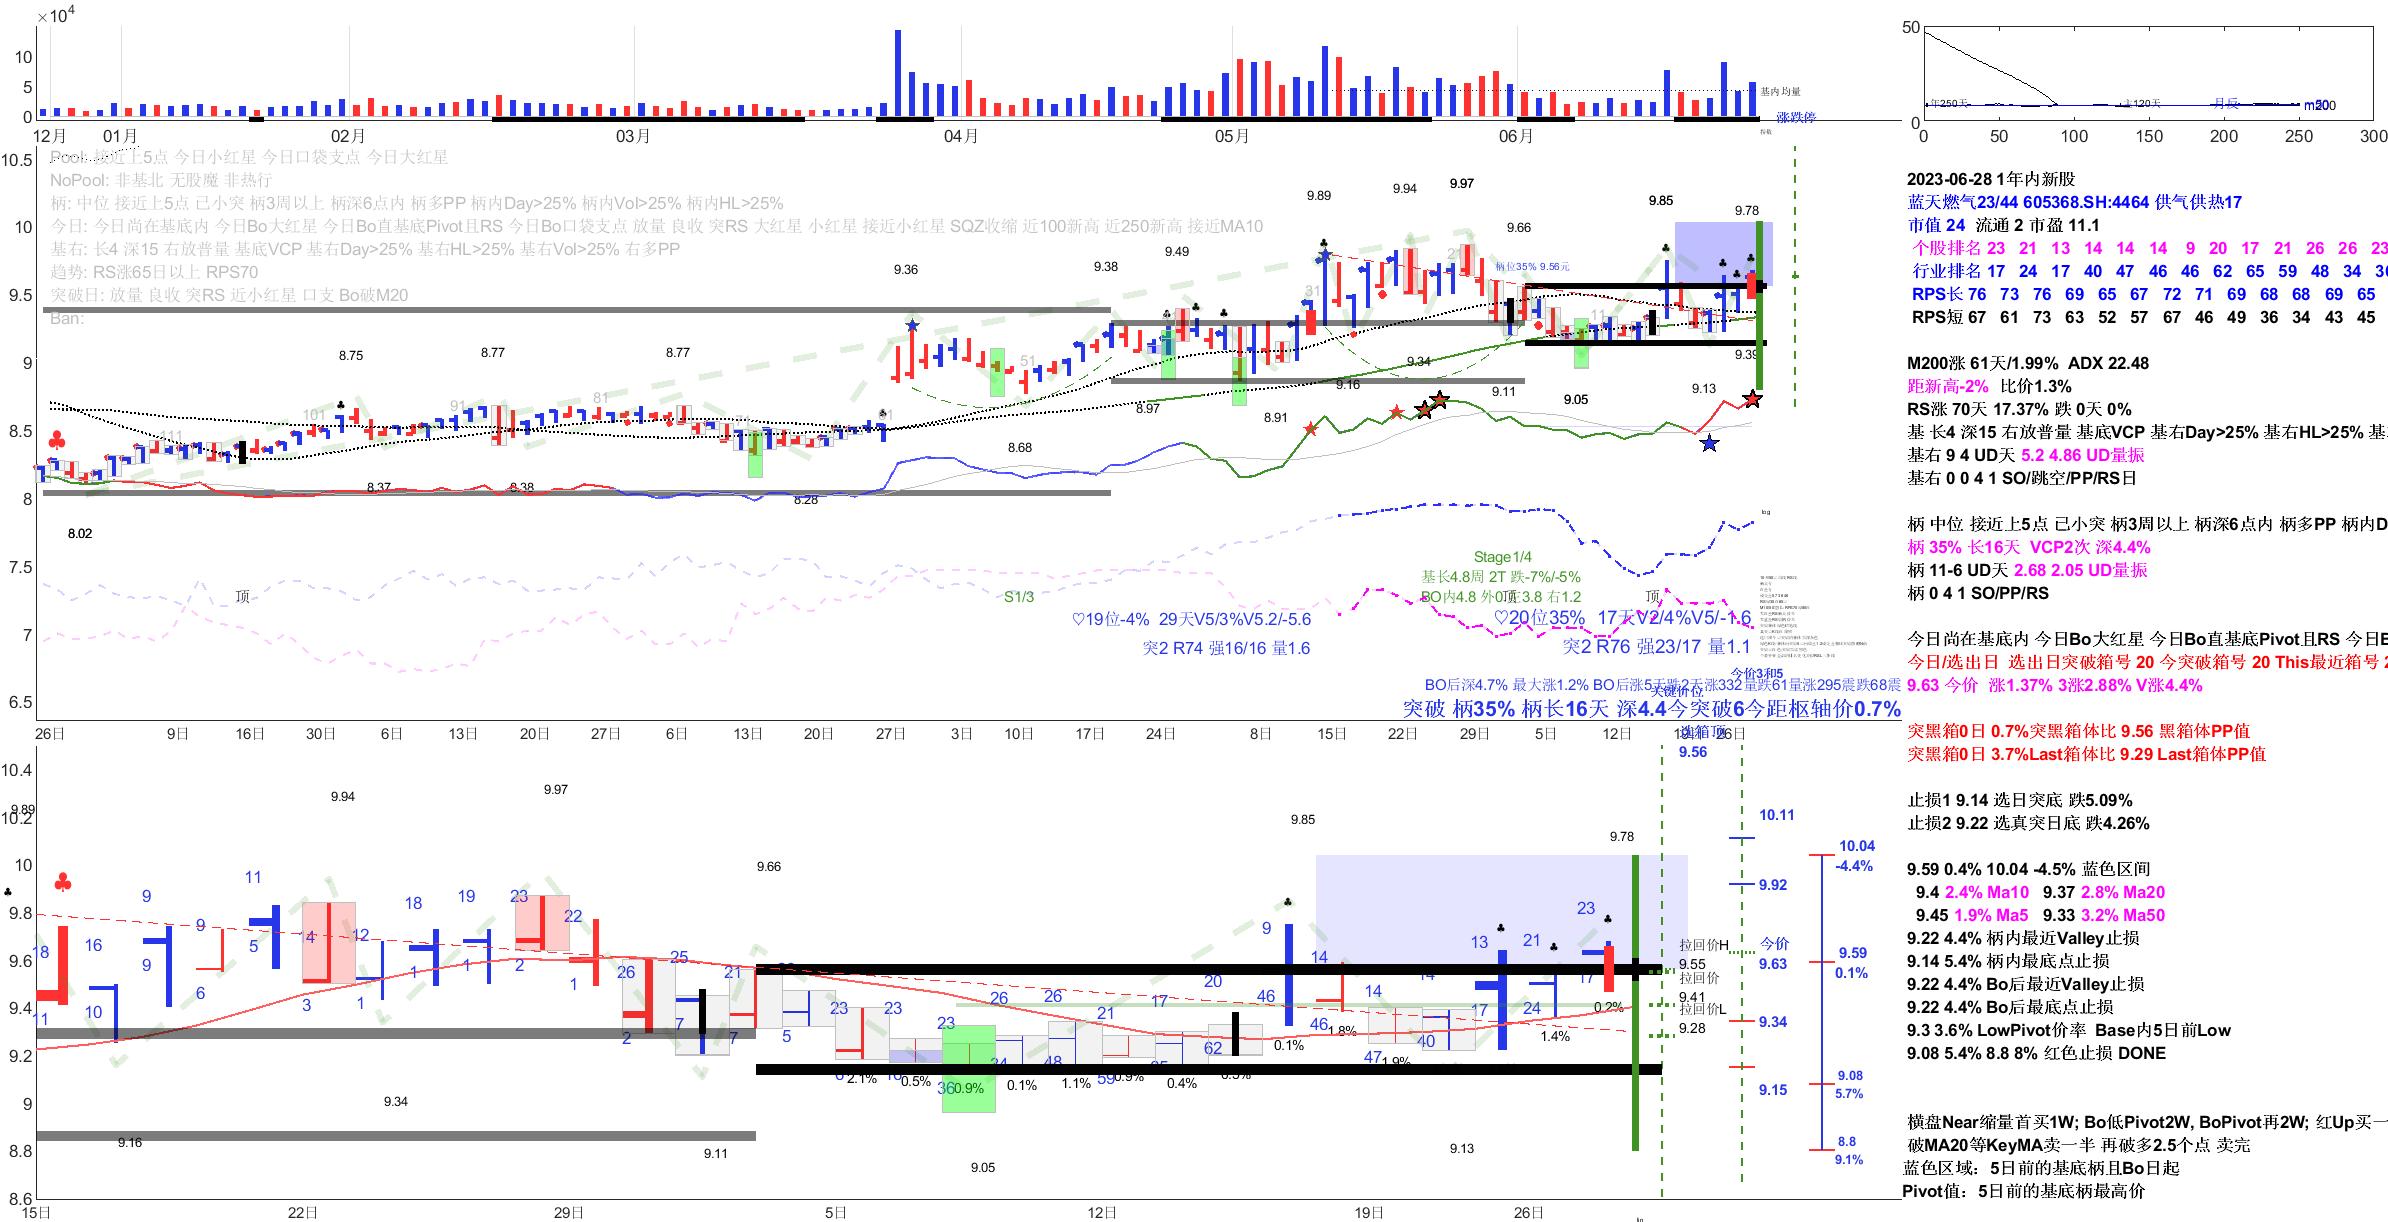 ×10⁴
10
5
0
基内均量
涨跌停
12月 01月 02月 03月 04月 05月 06月
50
0
年250天 主120天 月反 m200
0 50 100 150 200 250 300
10.5
10
9.5
9
8.5
8
7.5
7
6.5
Pool: 接近上5点 今日小红星 今日口袋支点 今日大红星
NoPool: 非基北 无股魔 非热行
柄: 中位 接近上5点 己小突 柄3周以上 柄深6点内 柄多PP 柄内Day>25% 柄内Vol>25% 柄内HL>25%
今日: 今日尚在基底内 今日Bo大红星 今日Bo直基底Pivot且RS 今日Bo口袋支点 放量 良收 突RS 大红星 小红星 接近小红星 SQZ收缩 近100新高 近250新高 接近MA10
基右: 长4 深15 右放普量 基底VCP 基右Day>25% 基右HL>25% 基右Vol>25% 右多PP
趋势: RS涨65日以上 RPS70
突破日: 放量 良收 突RS 近小红星 口支 Bo破M20
Ban:
9.89 9.94 9.97 9.85 9.78
9.66
9.49
9.36 9.38
柄位35% 9.56元
8.75 8.77 8.77
9.34 9.39
9.16 9.11 9.13
8.97 8.91 9.05
8.68
8.37 8.38 8.28
8.02
111 101 91 81 71 51 31 21 11
log
顶 S1/3 顶 顶
Stage1/4
基长4.8周 2T 跌-7%/-5%
BO内4.8 外0 左3.8 右1.2
♡19位-4% 29天V5/3%V5.2/-5.6
突2 R74 强16/16 量1.6
♡20位35% 17天V2/4%V5/-1.6
突2 R76 强23/17 量1.1
今价3和5
BO后深4.7% 最大涨1.2% BO后涨5天跌2天涨332量跌61量涨295震跌68震
关键价位
突破 柄35% 柄长16天 深4.4今突破6今距枢轴价0.7%
26日 9日 16日 30日 6日 13日 20日 27日 6日 13日 20日 27日 3日 10日 17日 24日 8日 15日 22日 29日 5日 12日 19日 26日
选箱顶
9.56
10.4
10.2
10
9.8
9.6
9.4
9.2
9
8.8
8.6
9.89
9.94 9.97 9.85 9.78
9.66
9.34
9.16 9.11 9.05 9.13
18 16 9 9 11 14 12 18 19 23 22
11 10 9 6 5 3 1 1 1 2 1
26 25 21 23 23 23 26 26 21 17 20 9 14 14 14 13 21 23
2 7 7 5 36 34 48 59 62 46 46 47 40 17 24 17
2.1% 0.5% 0.9% 0.1% 1.1% 0.9% 0.4% 0.1% 1.8% 1.9% 1.4% 0.2%
拉回价H
9.55
拉回价
9.41
拉回价L
9.28
10.11
9.92
今价
9.63
9.34
9.15
10.04
-4.4%
9.59
0.1%
9.08
5.7%
8.8
9.1%
15日 22日 29日 5日 12日 19日 26日
2023-06-28 1年内新股
蓝天燃气23/44 605368.SH:4464 供气供热17
市值 24 流通 2 市盈 11.1
个股排名 23 21 13 14 14 14 9 20 17 21 26 26 23
行业排名 17 24 17 40 47 46 46 62 65 59 48 34
RPS长 76 73 76 69 65 67 72 71 69 68 68 69 65
RPS短 67 61 73 63 52 57 67 46 49 36 34 43 45
M200涨 61天/1.99% ADX 22.48
距新高-2% 比价1.3%
RS涨 70天 17.37% 跌 0天 0%
基 长4 深15 右放普量 基底VCP 基右Day>25% 基右HL>25%
基右 9 4 UD天 5.2 4.86 UD量振
基右 0 0 4 1 SO/跳空/PP/RS日
柄 中位 接近上5点 己小突 柄3周以上 柄深6点内 柄多PP 柄内
柄 35% 长16天 VCP2次 深4.4%
柄 11-6 UD天 2.68 2.05 UD量振
柄 0 4 1 SO/PP/RS
今日尚在基底内 今日Bo大红星 今日Bo直基底Pivot且RS 今日
今日/选出日 选出日突破箱号 20 今突破箱号 20 This最近箱号
9.63 今价 涨1.37% 3涨2.88% V涨4.4%
突黑箱0日 0.7%突黑箱体比 9.56 黑箱体PP值
突黑箱0日 3.7%Last箱体比 9.29 Last箱体PP值
止损1 9.14 选日突底 跌5.09%
止损2 9.22 选真突日底 跌4.26%
9.59 0.4% 10.04 -4.5% 蓝色区间
9.4 2.4% Ma10 9.37 2.8% Ma20
9.45 1.9% Ma5 9.33 3.2% Ma50
9.22 4.4% 柄内最近Valley止损
9.14 5.4% 柄内最底点止损
9.22 4.4% Bo后最近Valley止损
9.22 4.4% Bo后最底点止损
9.3 3.6% LowPivot价率 Base内5日前Low
9.08 5.4% 8.8 8% 红色止损 DONE
横盘Near缩量首买1W; Bo低Pivot2W, BoPivot再2W; 红Up买一
破MA20等KeyMA卖一半 再破多2.5个点 卖完
蓝色区域：5日前的基底柄且Bo日起
Pivot值：5日前的基底柄最高价